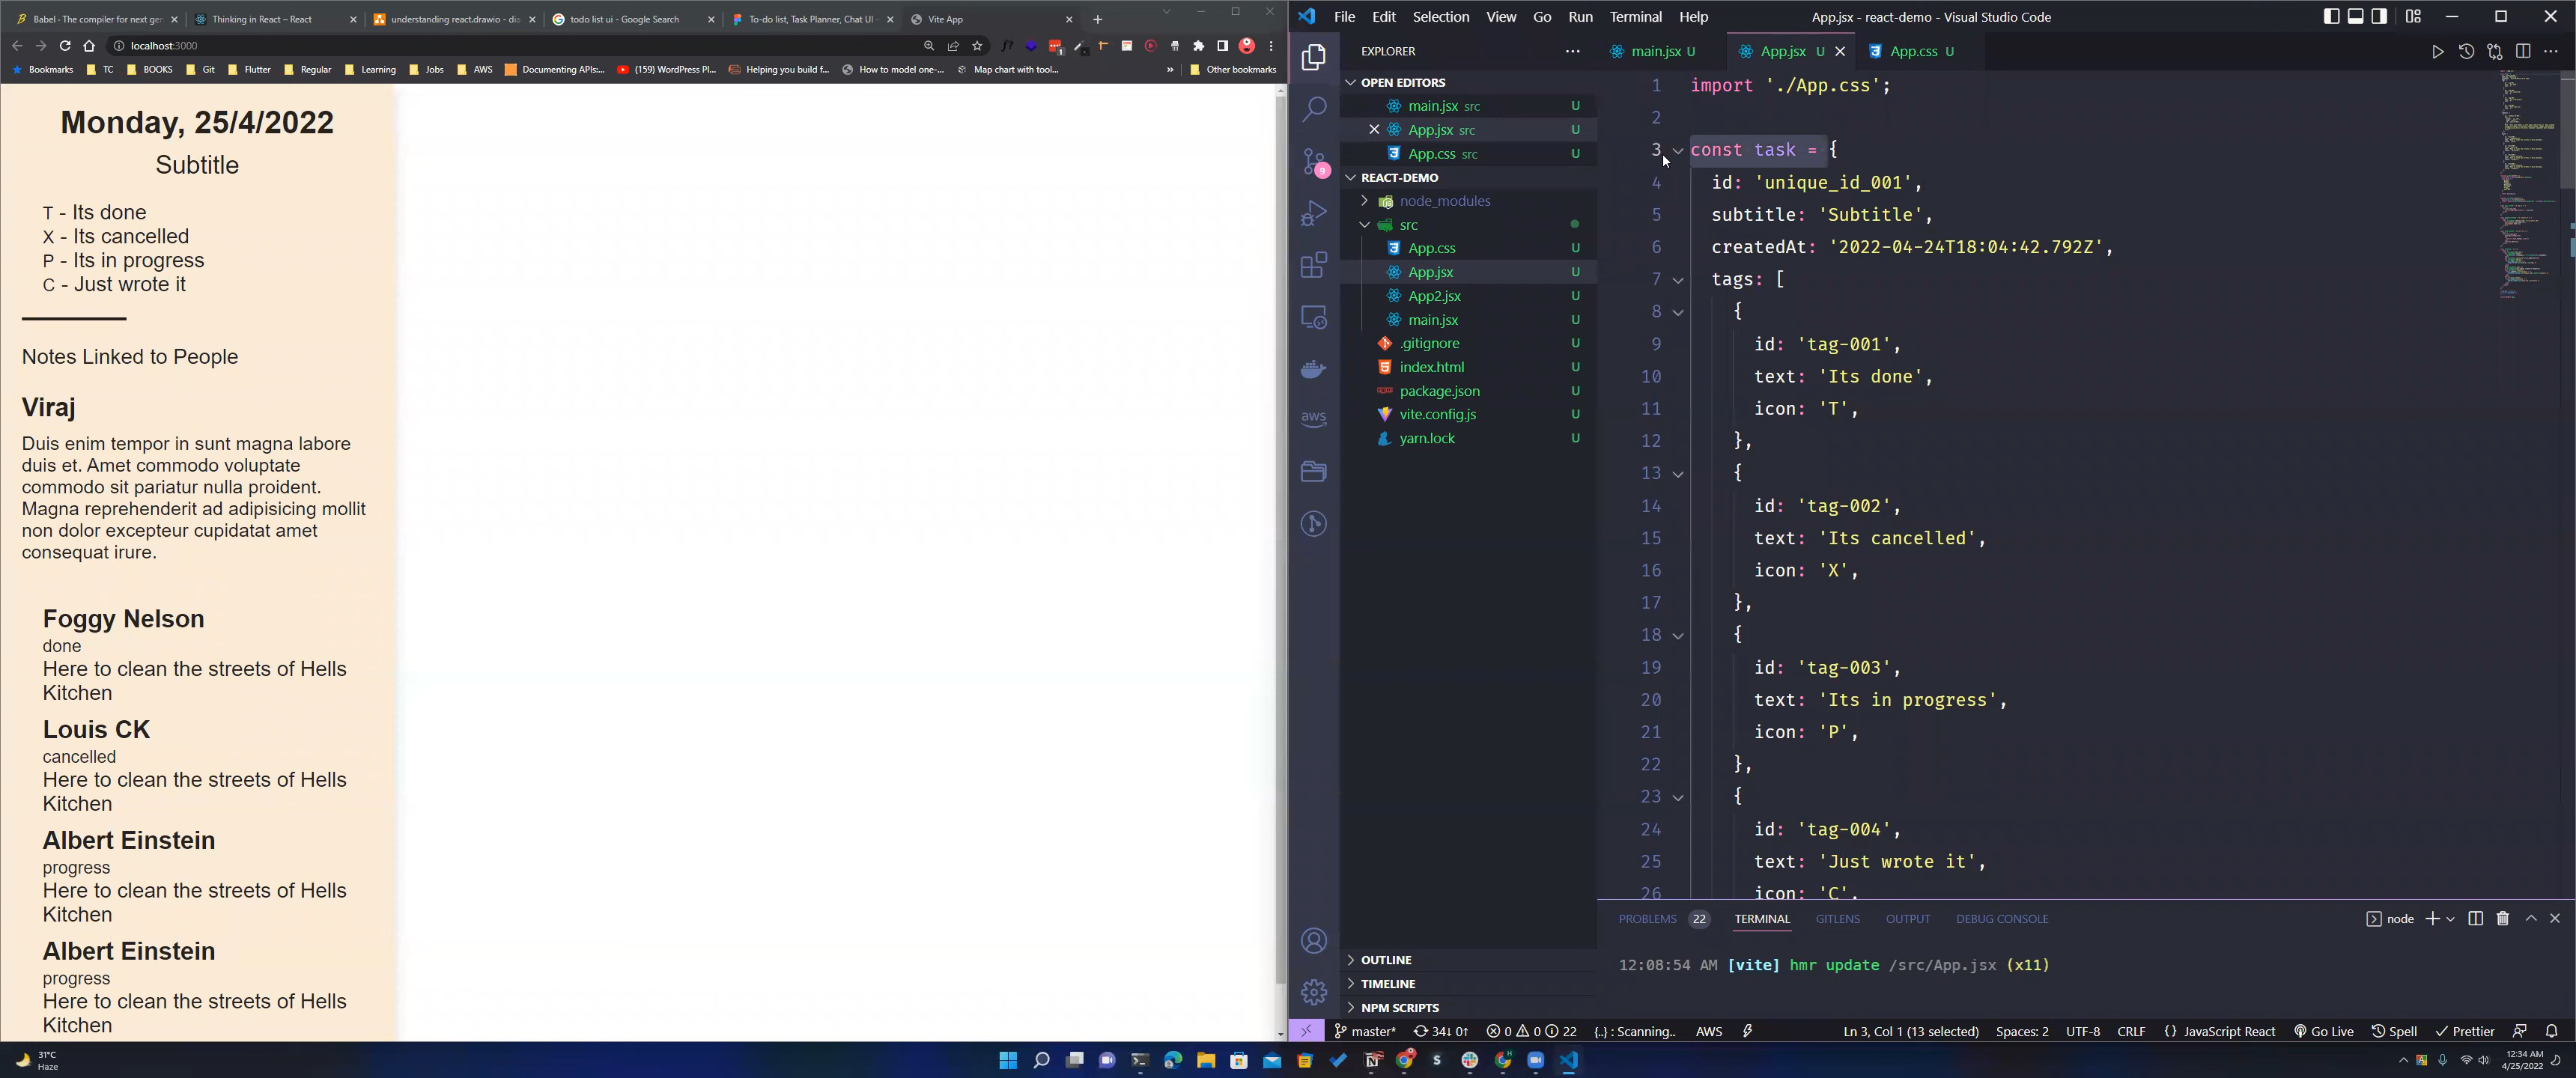 Babel · The compiler for next gen
Thinking in React – React
understanding react.drawio - dia
todo list ui - Google Search
To-do list, Task Planner, Chat UI –
Vite App
localhost:3000
Bookmarks
TC
BOOKS
Git
Flutter
Regular
Learning
Jobs
AWS
Documenting APIs:...
(159) WordPress Pl...
Helping you build f...
How to model one-...
Map chart with tool...
Other bookmarks
Monday, 25/4/2022
Subtitle
T - Its done
X - Its cancelled
P - Its in progress
C - Just wrote it
Notes Linked to People
Viraj
Duis enim tempor in sunt magna labore
duis et. Amet commodo voluptate
commodo sit pariatur nulla proident.
Magna reprehenderit ad adipisicing mollit
non dolor excepteur cupidatat amet
consequat irure.
Foggy Nelson
done
Here to clean the streets of Hells
Kitchen
Louis CK
cancelled
Here to clean the streets of Hells
Kitchen
Albert Einstein
progress
Here to clean the streets of Hells
Kitchen
Albert Einstein
progress
Here to clean the streets of Hells
Kitchen
File Edit Selection View Go Run Terminal Help
App.jsx - react-demo - Visual Studio Code
EXPLORER
OPEN EDITORS
main.jsx src U
App.jsx src U
App.css src U
REACT-DEMO
node_modules
src
App.css U
App.jsx U
App2.jsx U
main.jsx U
.gitignore U
index.html U
package.json U
vite.config.js U
yarn.lock U
OUTLINE
TIMELINE
NPM SCRIPTS
9
aws
main.jsx U
App.jsx U
App.css U
1 import './App.css';
2
3 const task = {
4 id: 'unique_id_001',
5 subtitle: 'Subtitle',
6 createdAt: '2022-04-24T18:04:42.792Z',
7 tags: [
8 {
9 id: 'tag-001',
10 text: 'Its done',
11 icon: 'T',
12 },
13 {
14 id: 'tag-002',
15 text: 'Its cancelled',
16 icon: 'X',
17 },
18 {
19 id: 'tag-003',
20 text: 'Its in progress',
21 icon: 'P',
22 },
23 {
24 id: 'tag-004',
25 text: 'Just wrote it',
26 icon: 'C',
PROBLEMS 22 TERMINAL GITLENS OUTPUT DEBUG CONSOLE
node
12:08:54 AM [vite] hmr update /src/App.jsx (x11)
master* 34↓ 0↑ 0 0 22 {..} : Scanning.. AWS
Ln 3, Col 1 (13 selected) Spaces: 2 UTF-8 CRLF {} JavaScript React Go Live Spell Prettier
31°C
Haze
12:34 AM
4/25/2022